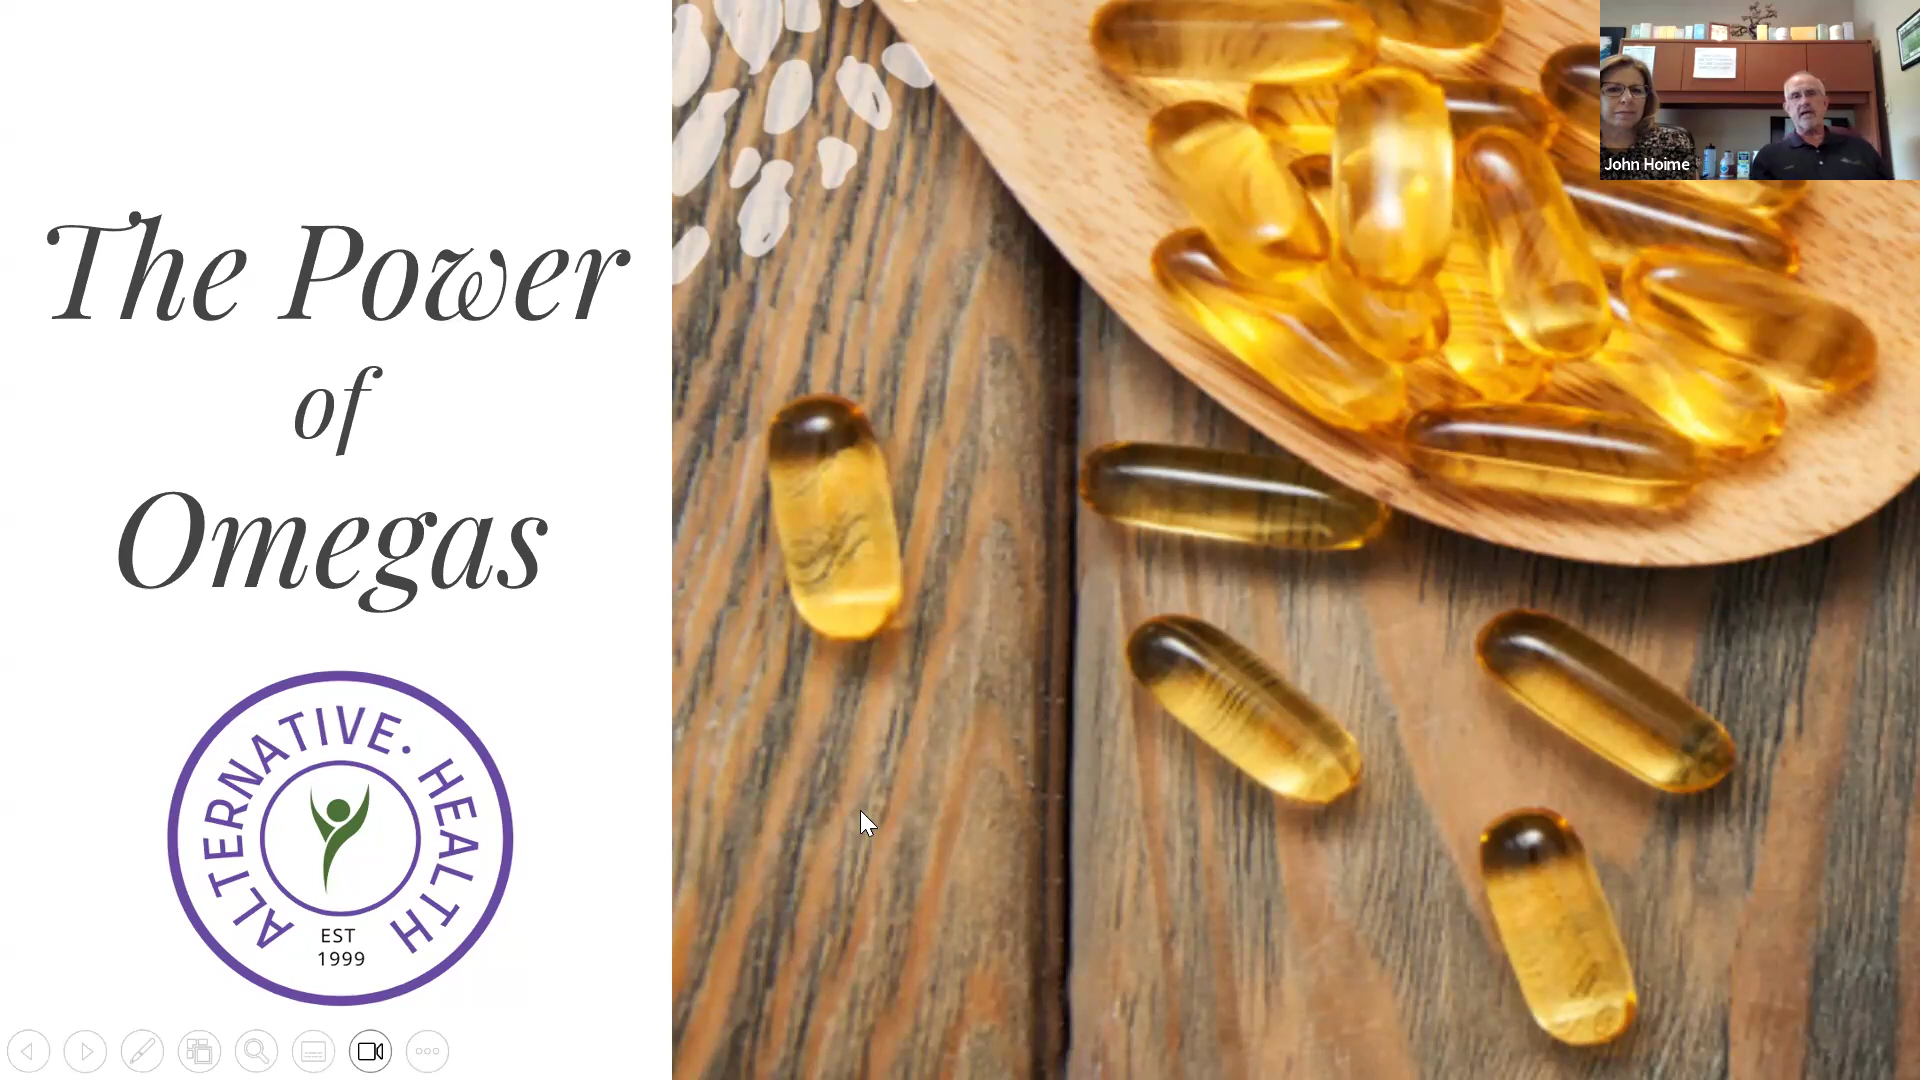 The Power
of
Omegas
ALTERNATIVE. HEALTH
EST
1999
John Hoime